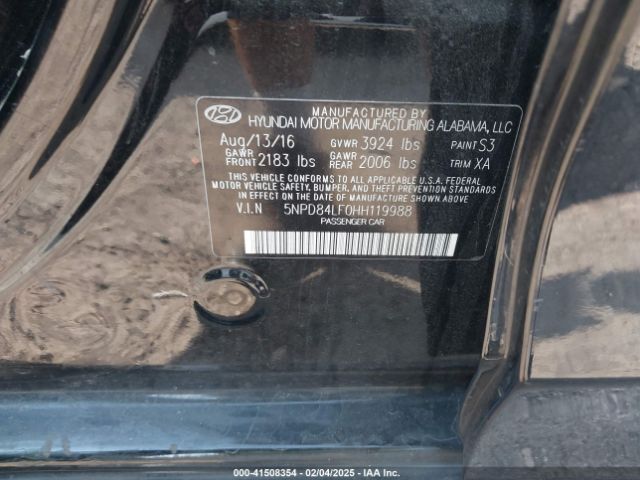 MANUFACTURED BY
HYUNDAI MOTOR MANUFACTURING ALABAMA, LLC
Aug/13/16 GVWR 3924 lbs PAINT S3
GAWR FRONT 2183 lbs GAWR REAR 2006 lbs TRIM XA
THIS VEHICLE CONFORMS TO ALL APPLICABLE U.S.A. FEDERAL
MOTOR VEHICLE SAFETY, BUMPER, AND THEFT PREVENTION
STANDARDS IN EFFECT ON THE DATE OF MANUFACTURE SHOWN ABOVE.
V.I.N 5NPD84LF0HH119988
PASSENGER CAR
000-41508354 - 02/04/2025 - IAA Inc.